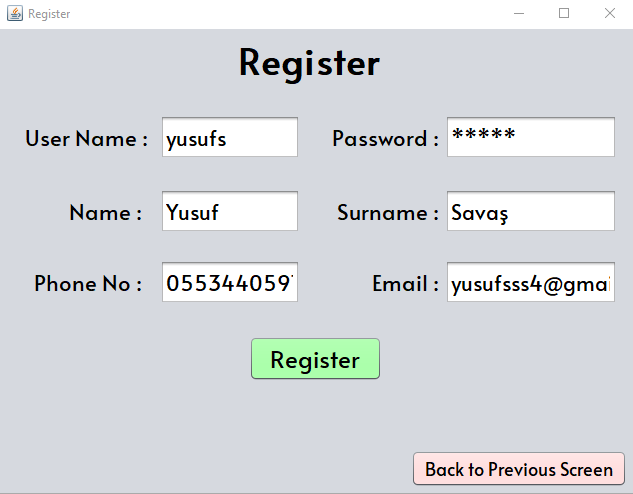 Register
Register
User Name : yusufs Password : *****
Name : Yusuf Surname : Savaş
Phone No : 055344059 Email : yusufsss4@gmai
Register
Back to Previous Screen